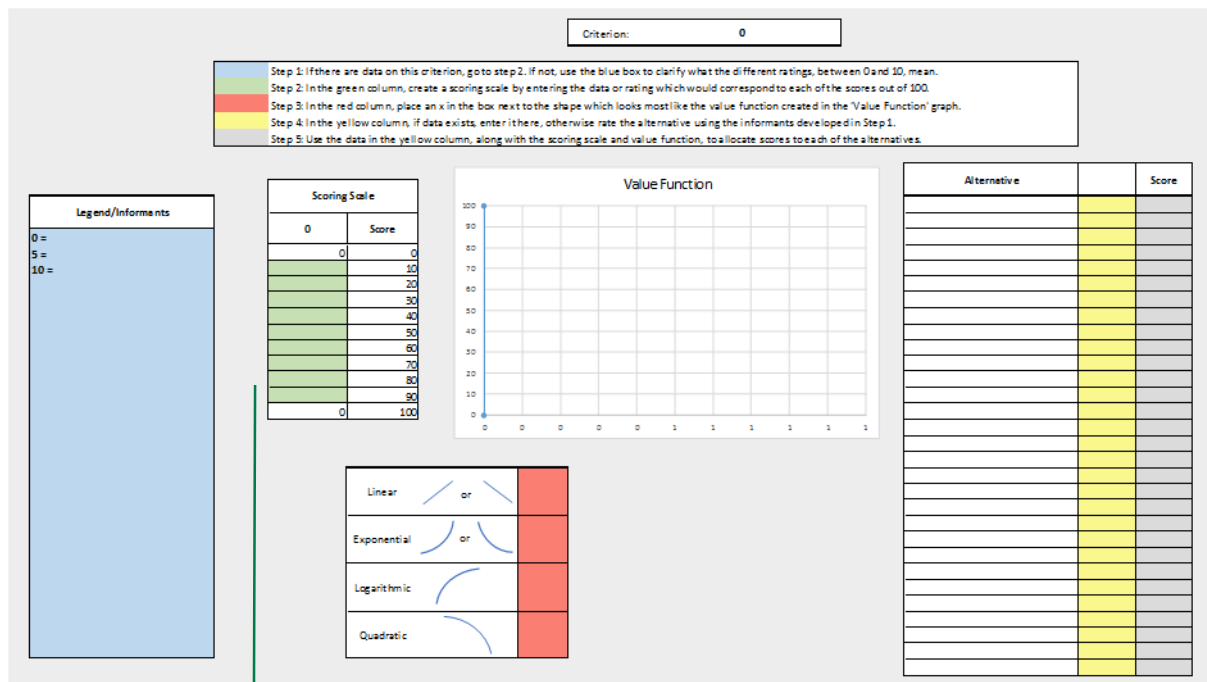 Criterion: 0
Step 1: If there are data on this criterion, go to step 2. If not, use the blue box to clarify what the different ratings, between 0 and 10, mean.
Step 2: In the green column, create a scoring scale by entering the data or rating which would correspond to each of the scores out of 100.
Step 3: In the red column, place an x in the box next to the shape which looks most like the value function created in the 'Value Function' graph.
Step 4: In the yellow column, if data exists, enter it there, otherwise rate the alternative using the informants developed in Step 1.
Step 5: Use the data in the yellow column, along with the scoring scale and value function, to allocate scores to each of the alternatives.
Legend/Informants
0 =
5 =
10 =
Scoring Scale
0 Score
0 0
10
20
30
40
50
60
70
80
90
0 100
Value Function
100
90
80
70
60
50
40
30
20
10
0
0 0 0 0 0 1 1 1 1 1 1
Linear or
Exponential or
Logarithmic
Quadratic
Alternative Score